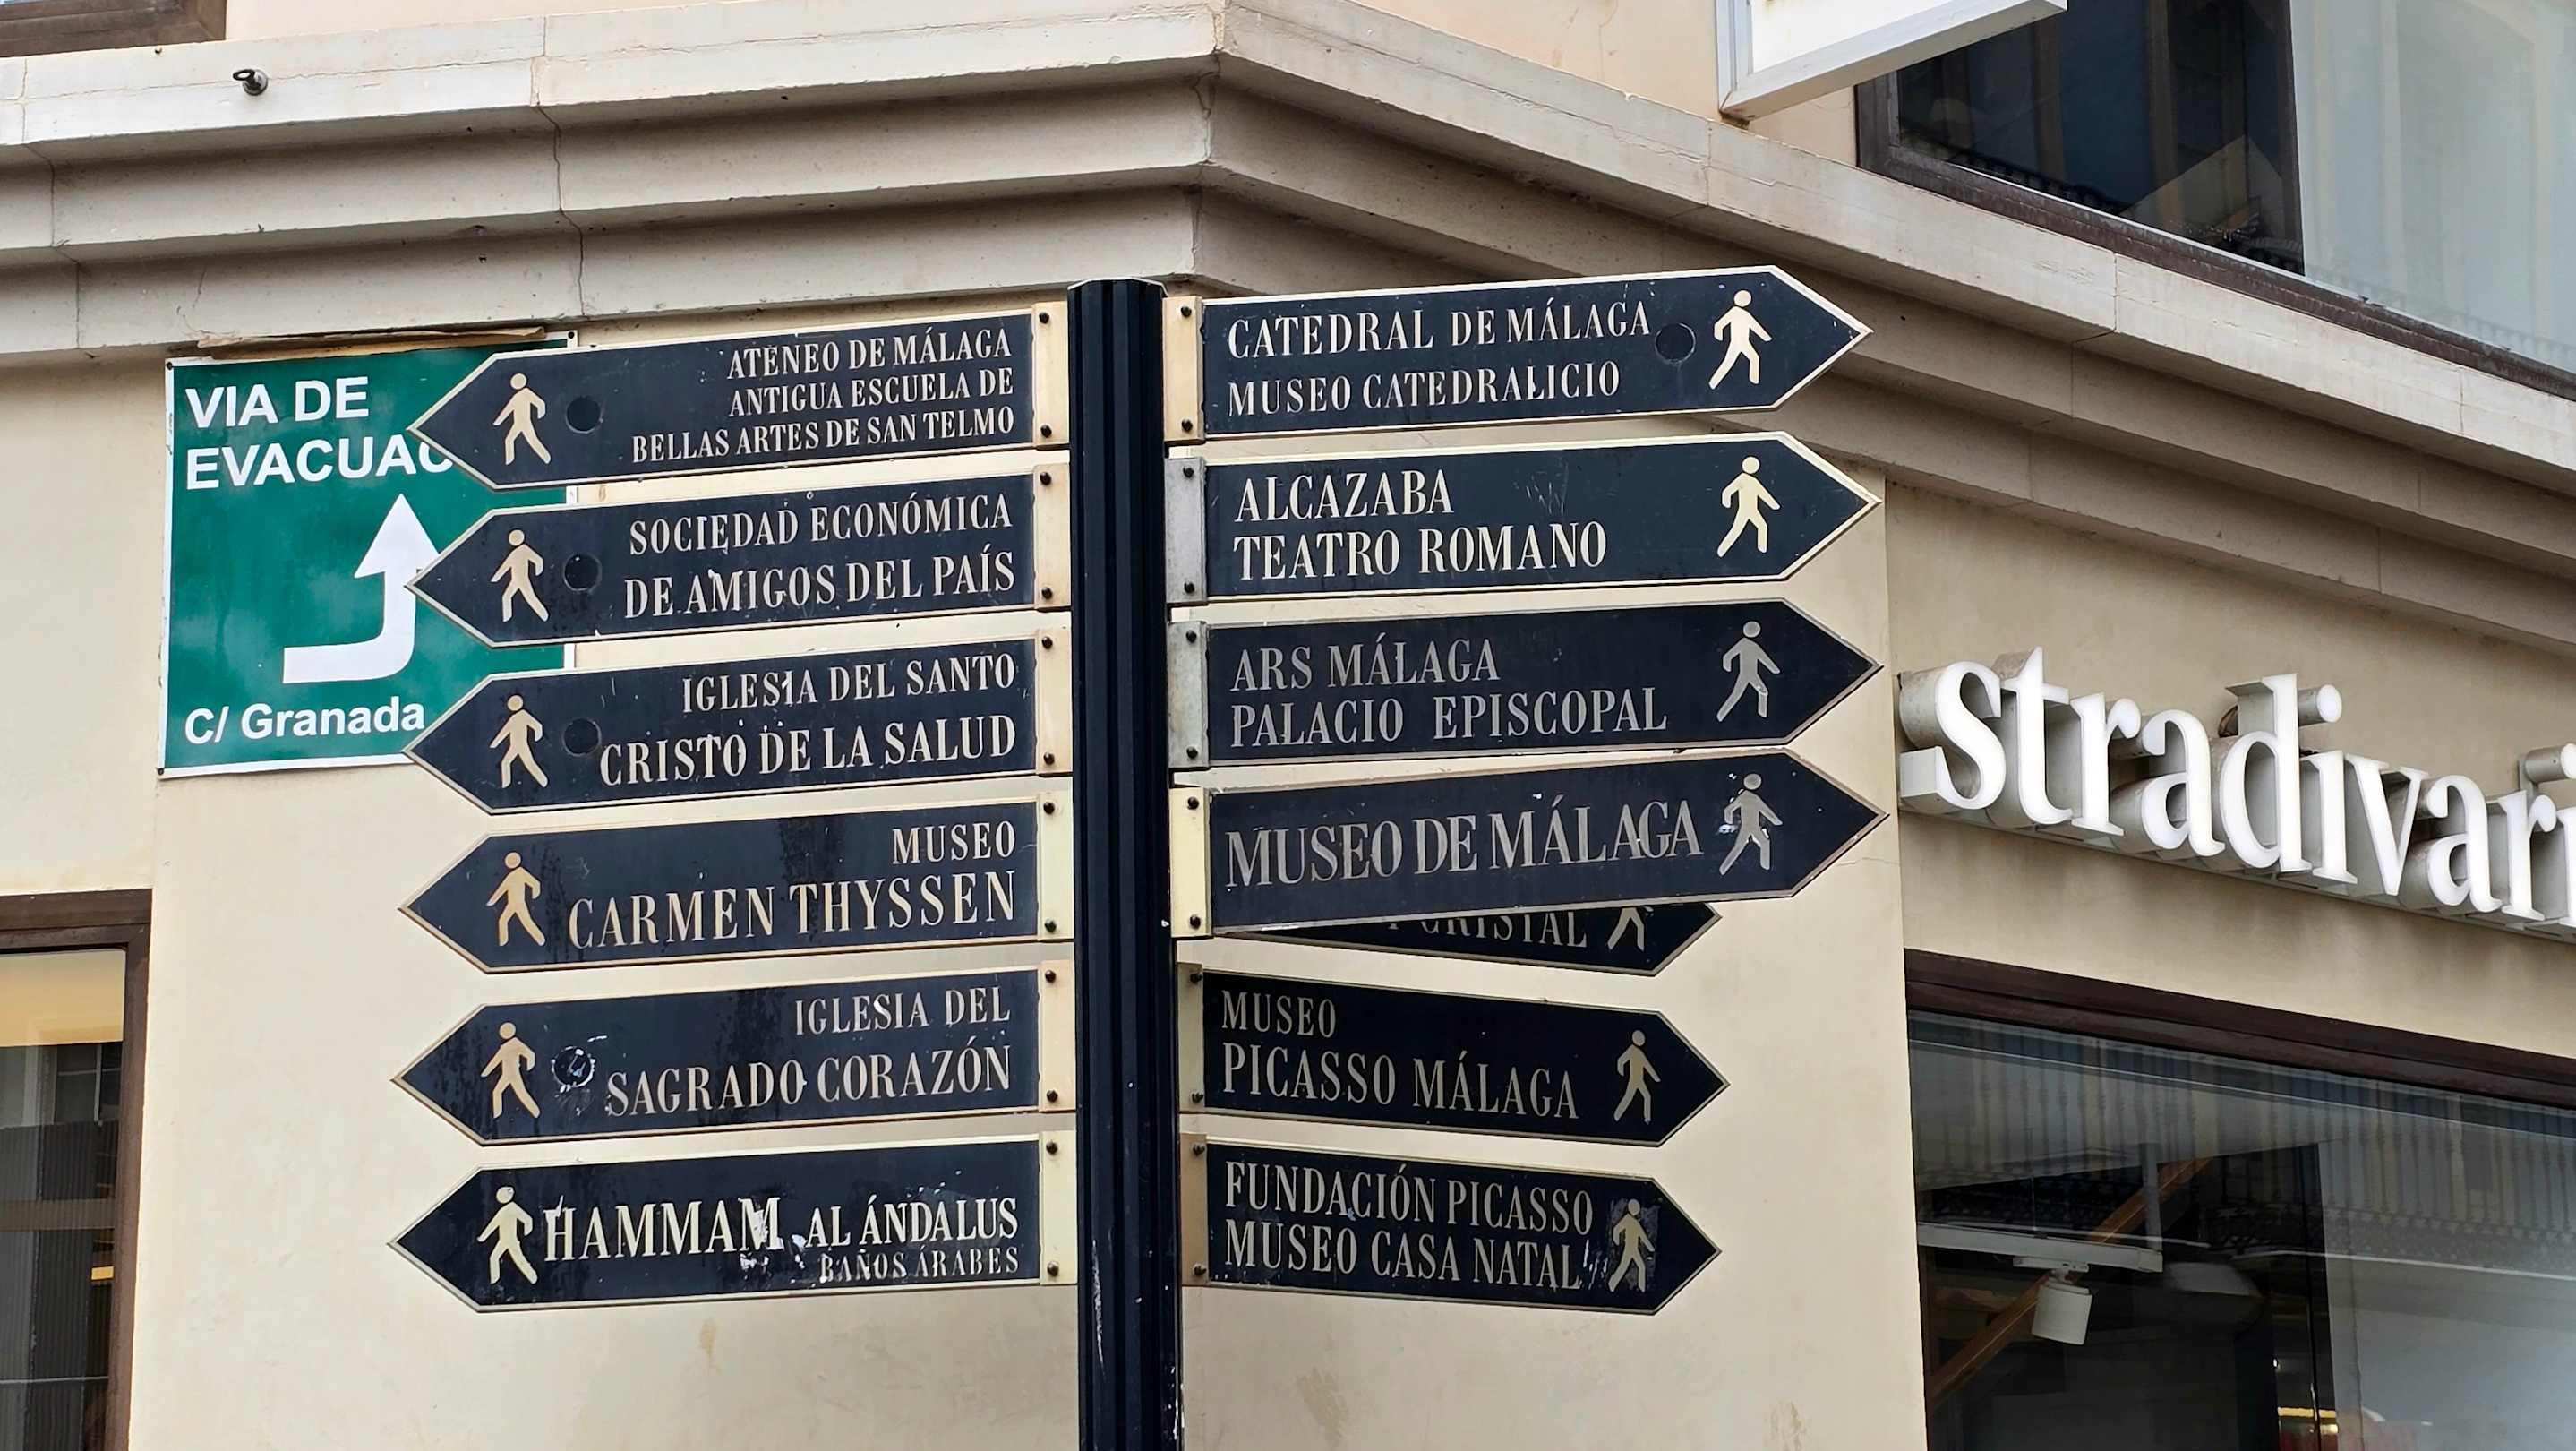 VIA DE
C/ Granada
ATENEO DE MÁLAGA
ANTIGUA ESCUELA DE
BELLAS ARTES DE SAN TELMO
SOCIEDAD ECONÓMICA
DE AMIGOS DEL PAÍS
IGLESIA DEL SANTO
CRISTO DE LA SALUD
MUSEO
CARMEN THYSSEN
IGLESIA DEL
SAGRADO CORAZÓN
HAMMAM AL ÁNDALUS
BAÑOS ÁRABES
CATEDRAL DE MÁLAGA
MUSEO CATEDRALICIO
ALCAZABA
TEATRO ROMANO
ARS MÁLAGA
PALACIO EPISCOPAL
MUSEO DE MÁLAGA
CRISTAL
MUSEO
PICASSO MÁLAGA
FUNDACIÓN PICASSO
MUSEO CASA NATAL